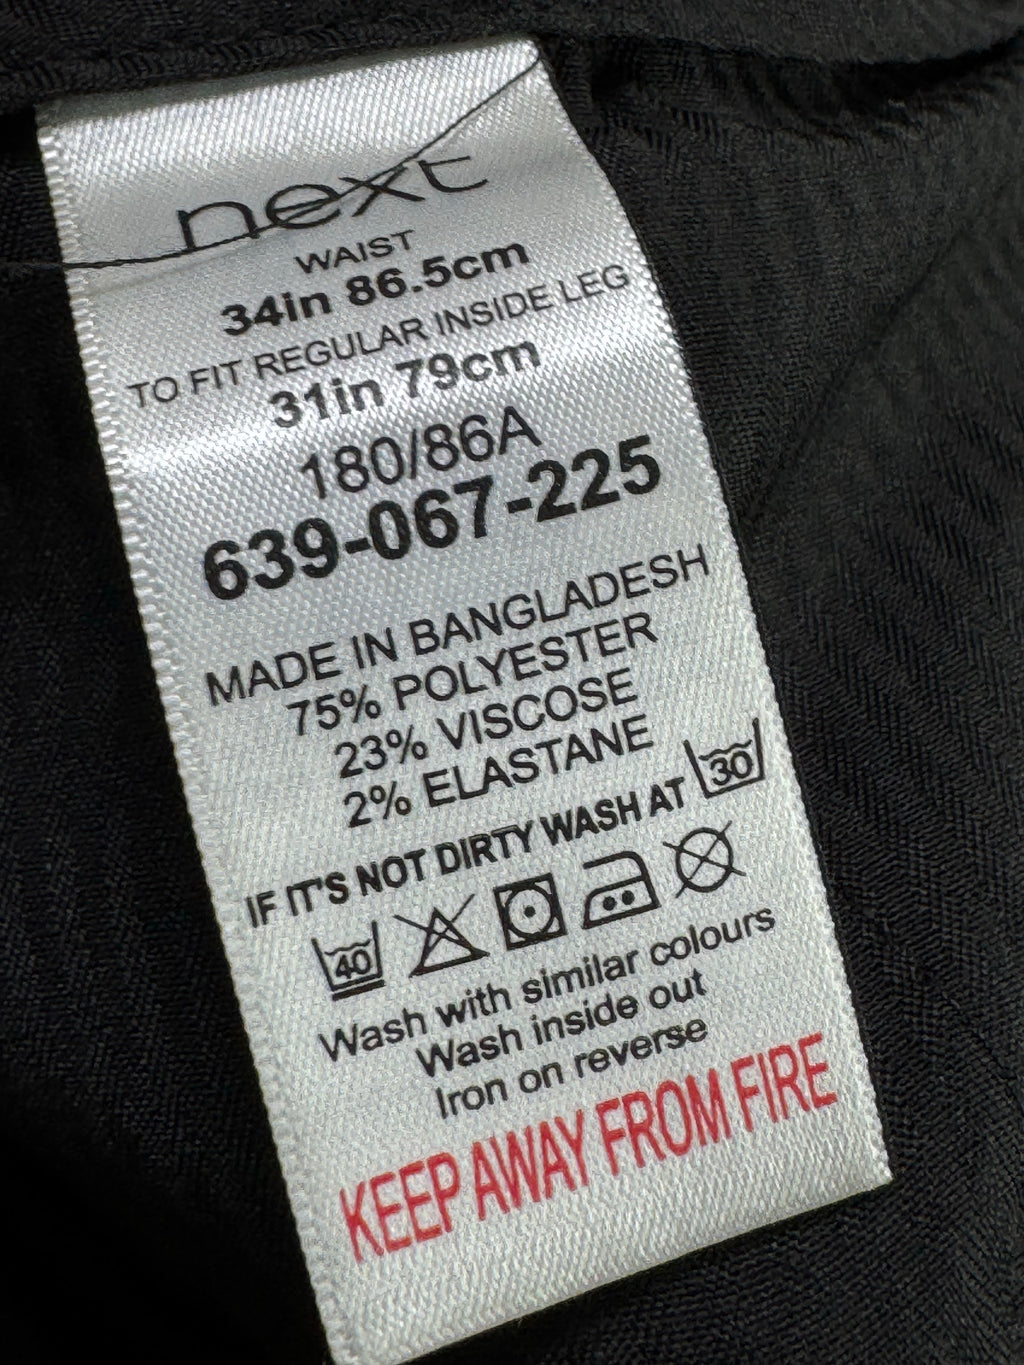 next
WAIST
34in 86.5cm
TO FIT REGULAR INSIDE LEG
31in 79cm
180/86A
639-067-225
MADE IN BANGLADESH
75% POLYESTER
23% VISCOSE
2% ELASTANE
IF IT'S NOT DIRTY WASH AT 30
40
Wash with similar colours
Wash inside out
Iron on reverse
KEEP AWAY FROM FIRE